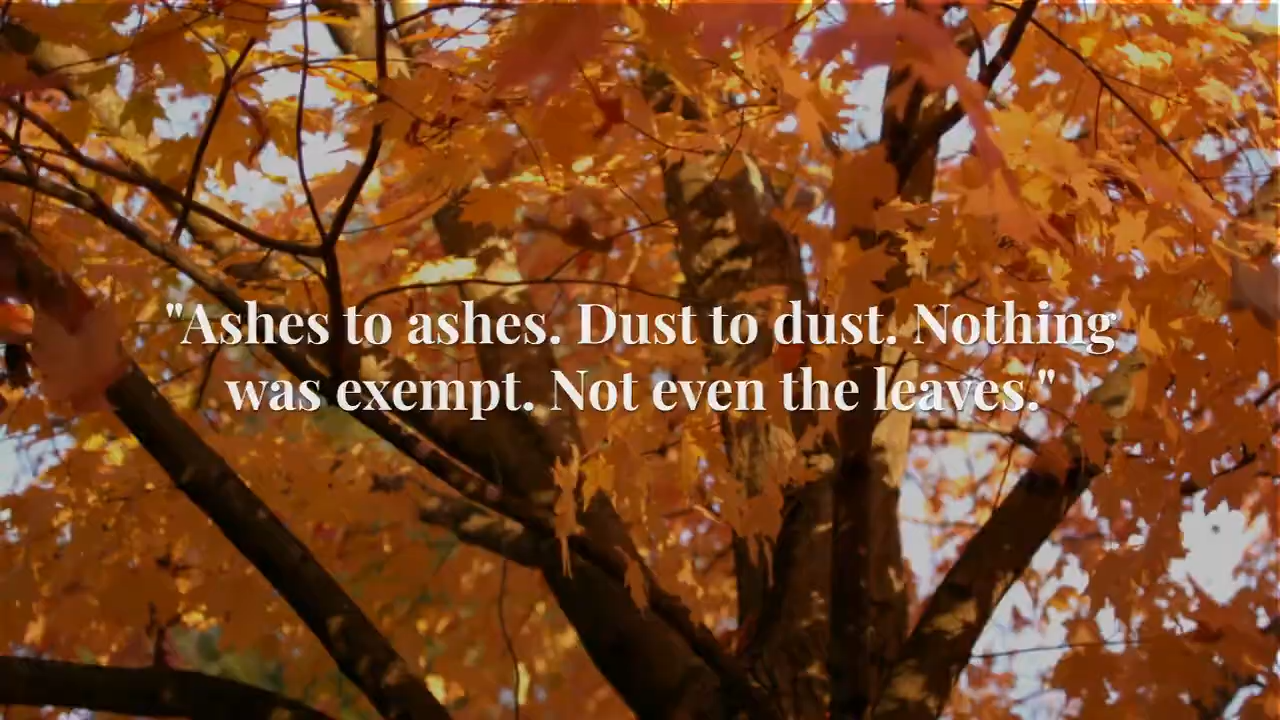 "Ashes to ashes. Dust to dust. Nothing
was exempt. Not even the leaves."